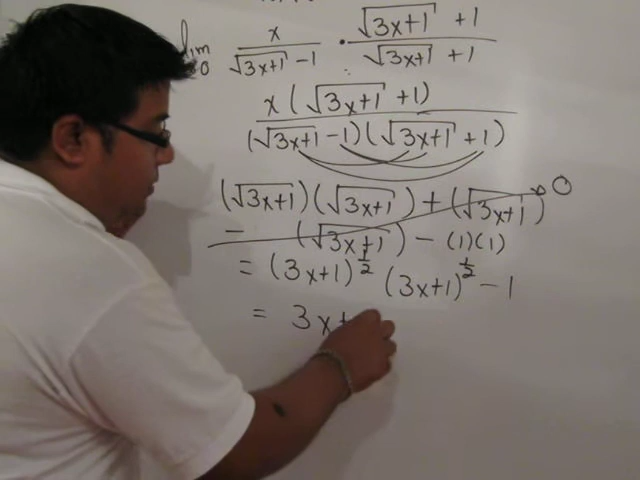 lim x/(√3x+1 -1) · (√3x+1 +1)/(√3x+1 +1)
0
x(√3x+1 +1)
(√3x+1 -1)(√3x+1 +1)
(√3x+1)(√3x+1) + (√3x+1) 0
- (√3x+1) - (1)(1)
= (3x+1)^1/2 (3x+1)^1/2 - 1
= 3x+